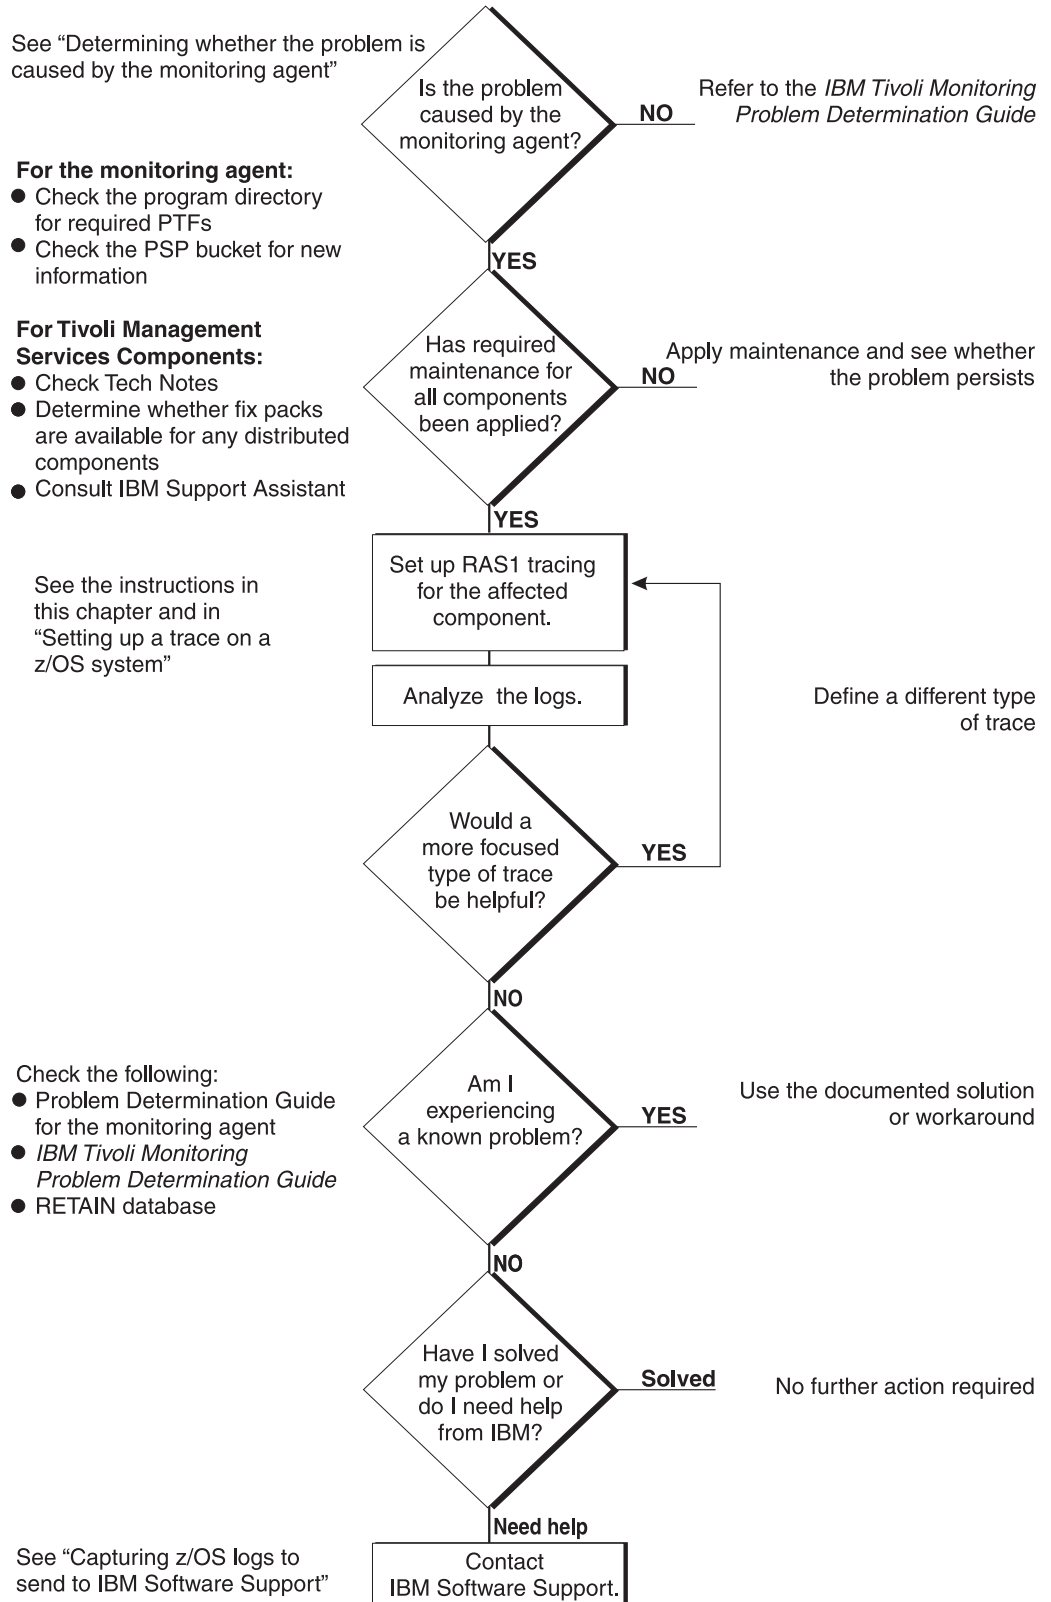 See “Determining whether the problem is
caused by the monitoring agent”
Is the problem
caused by the
monitoring agent?
NO
Refer to the IBM Tivoli Monitoring
Problem Determination Guide
For the monitoring agent:
● Check the program directory
for required PTFs
● Check the PSP bucket for new
information
YES
For Tivoli Management
Services Components:
● Check Tech Notes
● Determine whether fix packs
are available for any distributed
components
● Consult IBM Support Assistant
Has required
maintenance for
all components
been applied?
NO
Apply maintenance and see whether
the problem persists
YES
See the instructions in
this chapter and in
“Setting up a trace on a
z/OS system”
Set up RAS1 tracing
for the affected
component.
Analyze the logs.
Define a different type
of trace
Would a
more focused
type of trace
be helpful?
YES
NO
Check the following:
● Problem Determination Guide
for the monitoring agent
● IBM Tivoli Monitoring
Problem Determination Guide
● RETAIN database
Am I
experiencing
a known problem?
YES
Use the documented solution
or workaround
NO
Have I solved
my problem or
do I need help
from IBM?
Solved
No further action required
Need help
See “Capturing z/OS logs to
send to IBM Software Support”
Contact
IBM Software Support.